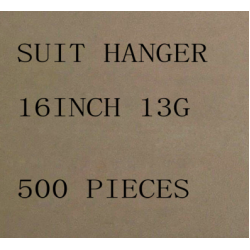 SUIT HANGER
16INCH 13G
500 PIECES